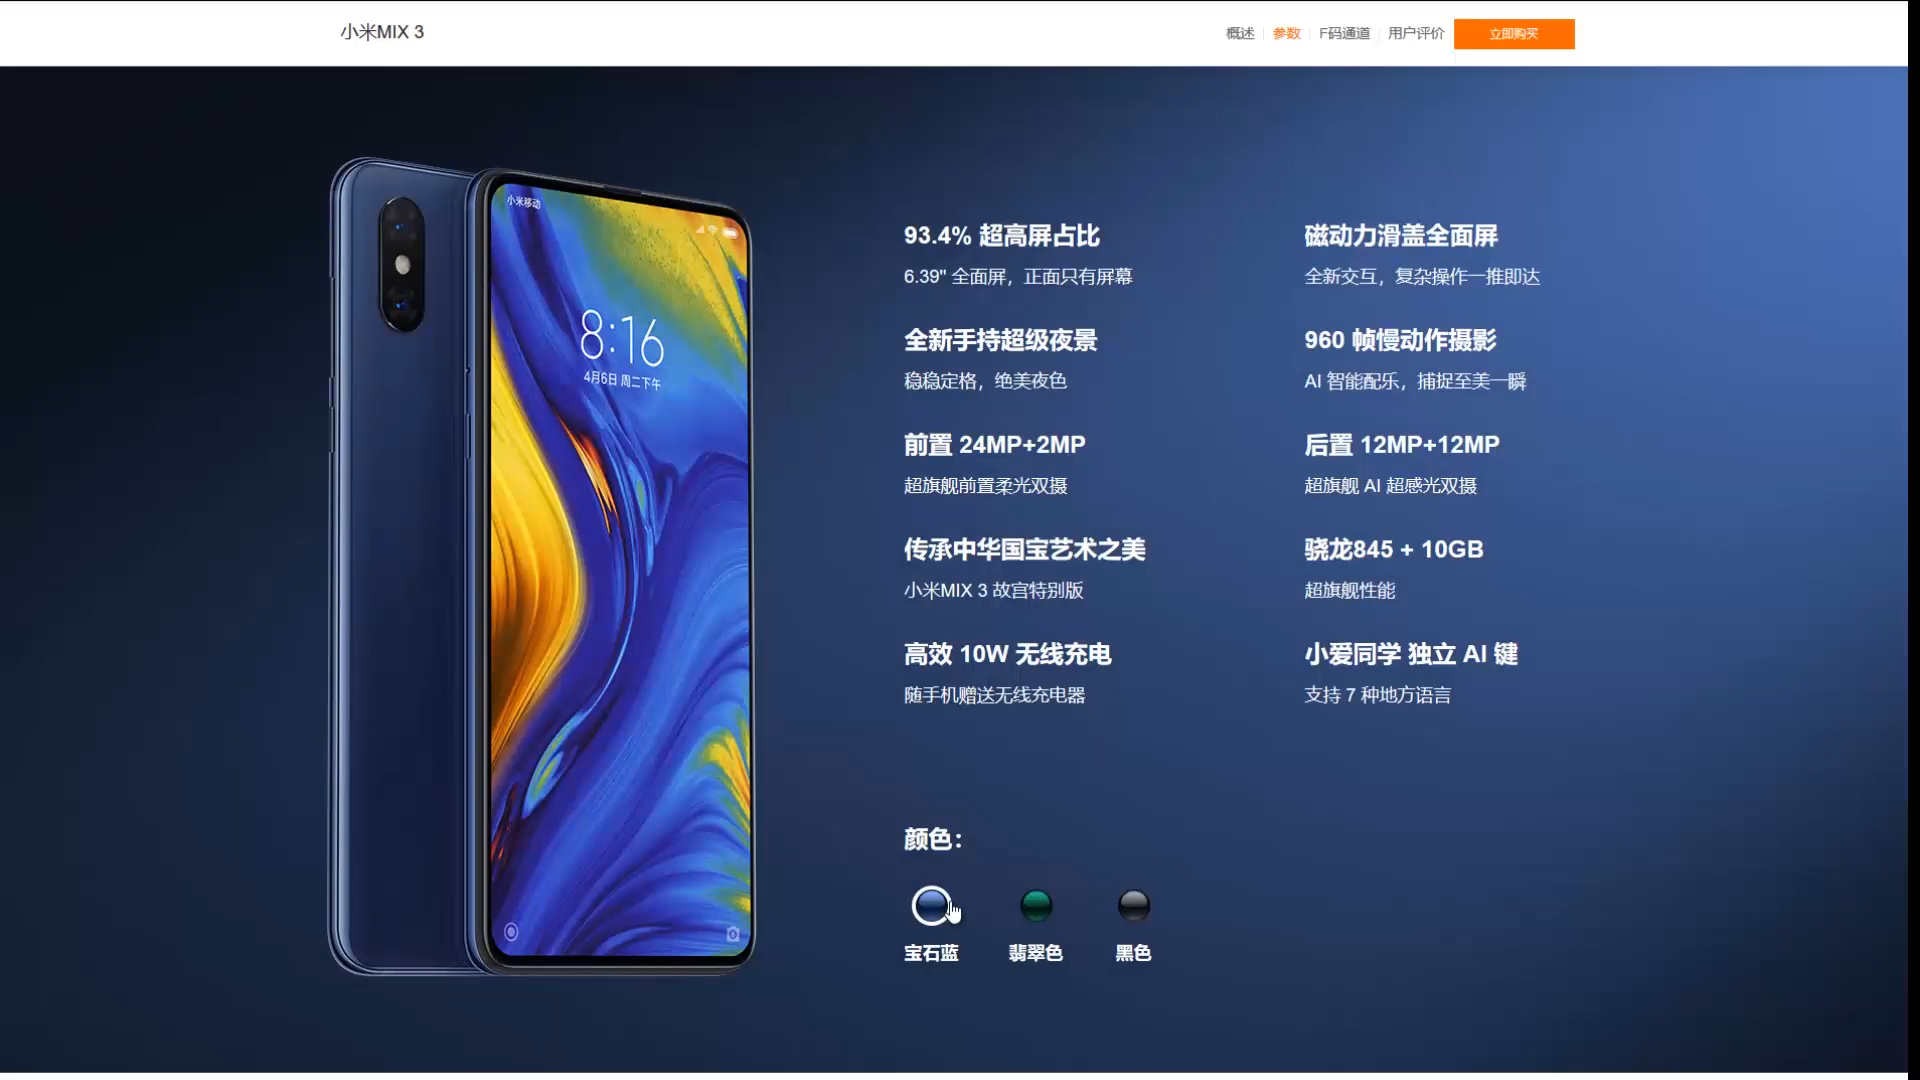 小米MIX 3
概述
参数
F码通道
用户评价
立即购买
小米移动
8:16
4月6日 周二下午
93.4% 超高屏占比
6.39" 全面屏，正面只有屏幕
磁动力滑盖全面屏
全新交互，复杂操作一推即达
全新手持超级夜景
稳稳定格，绝美夜色
960 帧慢动作摄影
AI 智能配乐，捕捉至美一瞬
前置 24MP+2MP
超旗舰前置柔光双摄
后置 12MP+12MP
超旗舰 AI 超感光双摄
传承中华国宝艺术之美
小米MIX 3 故宫特别版
骁龙845 + 10GB
超旗舰性能
高效 10W 无线充电
随手机赠送无线充电器
小爱同学 独立 AI 键
支持 7 种地方语言
颜色：
宝石蓝
翡翠色
黑色